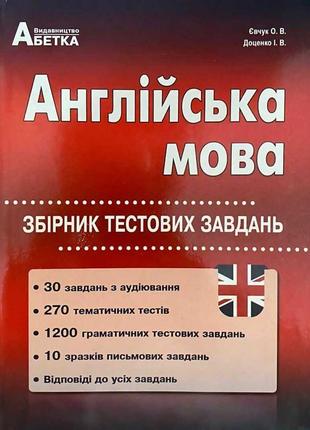 Видавництво
АБЕТКА
Євчук О. В.
Доценко І. В.
Англійська
мова
ЗБІРНИК ТЕСТОВИХ ЗАВДАНЬ
• 30 завдань з аудіювання
• 270 тематичних тестів
• 1200 граматичних тестових завдань
• 10 зразків письмових завдань
• Відповіді до усіх завдань